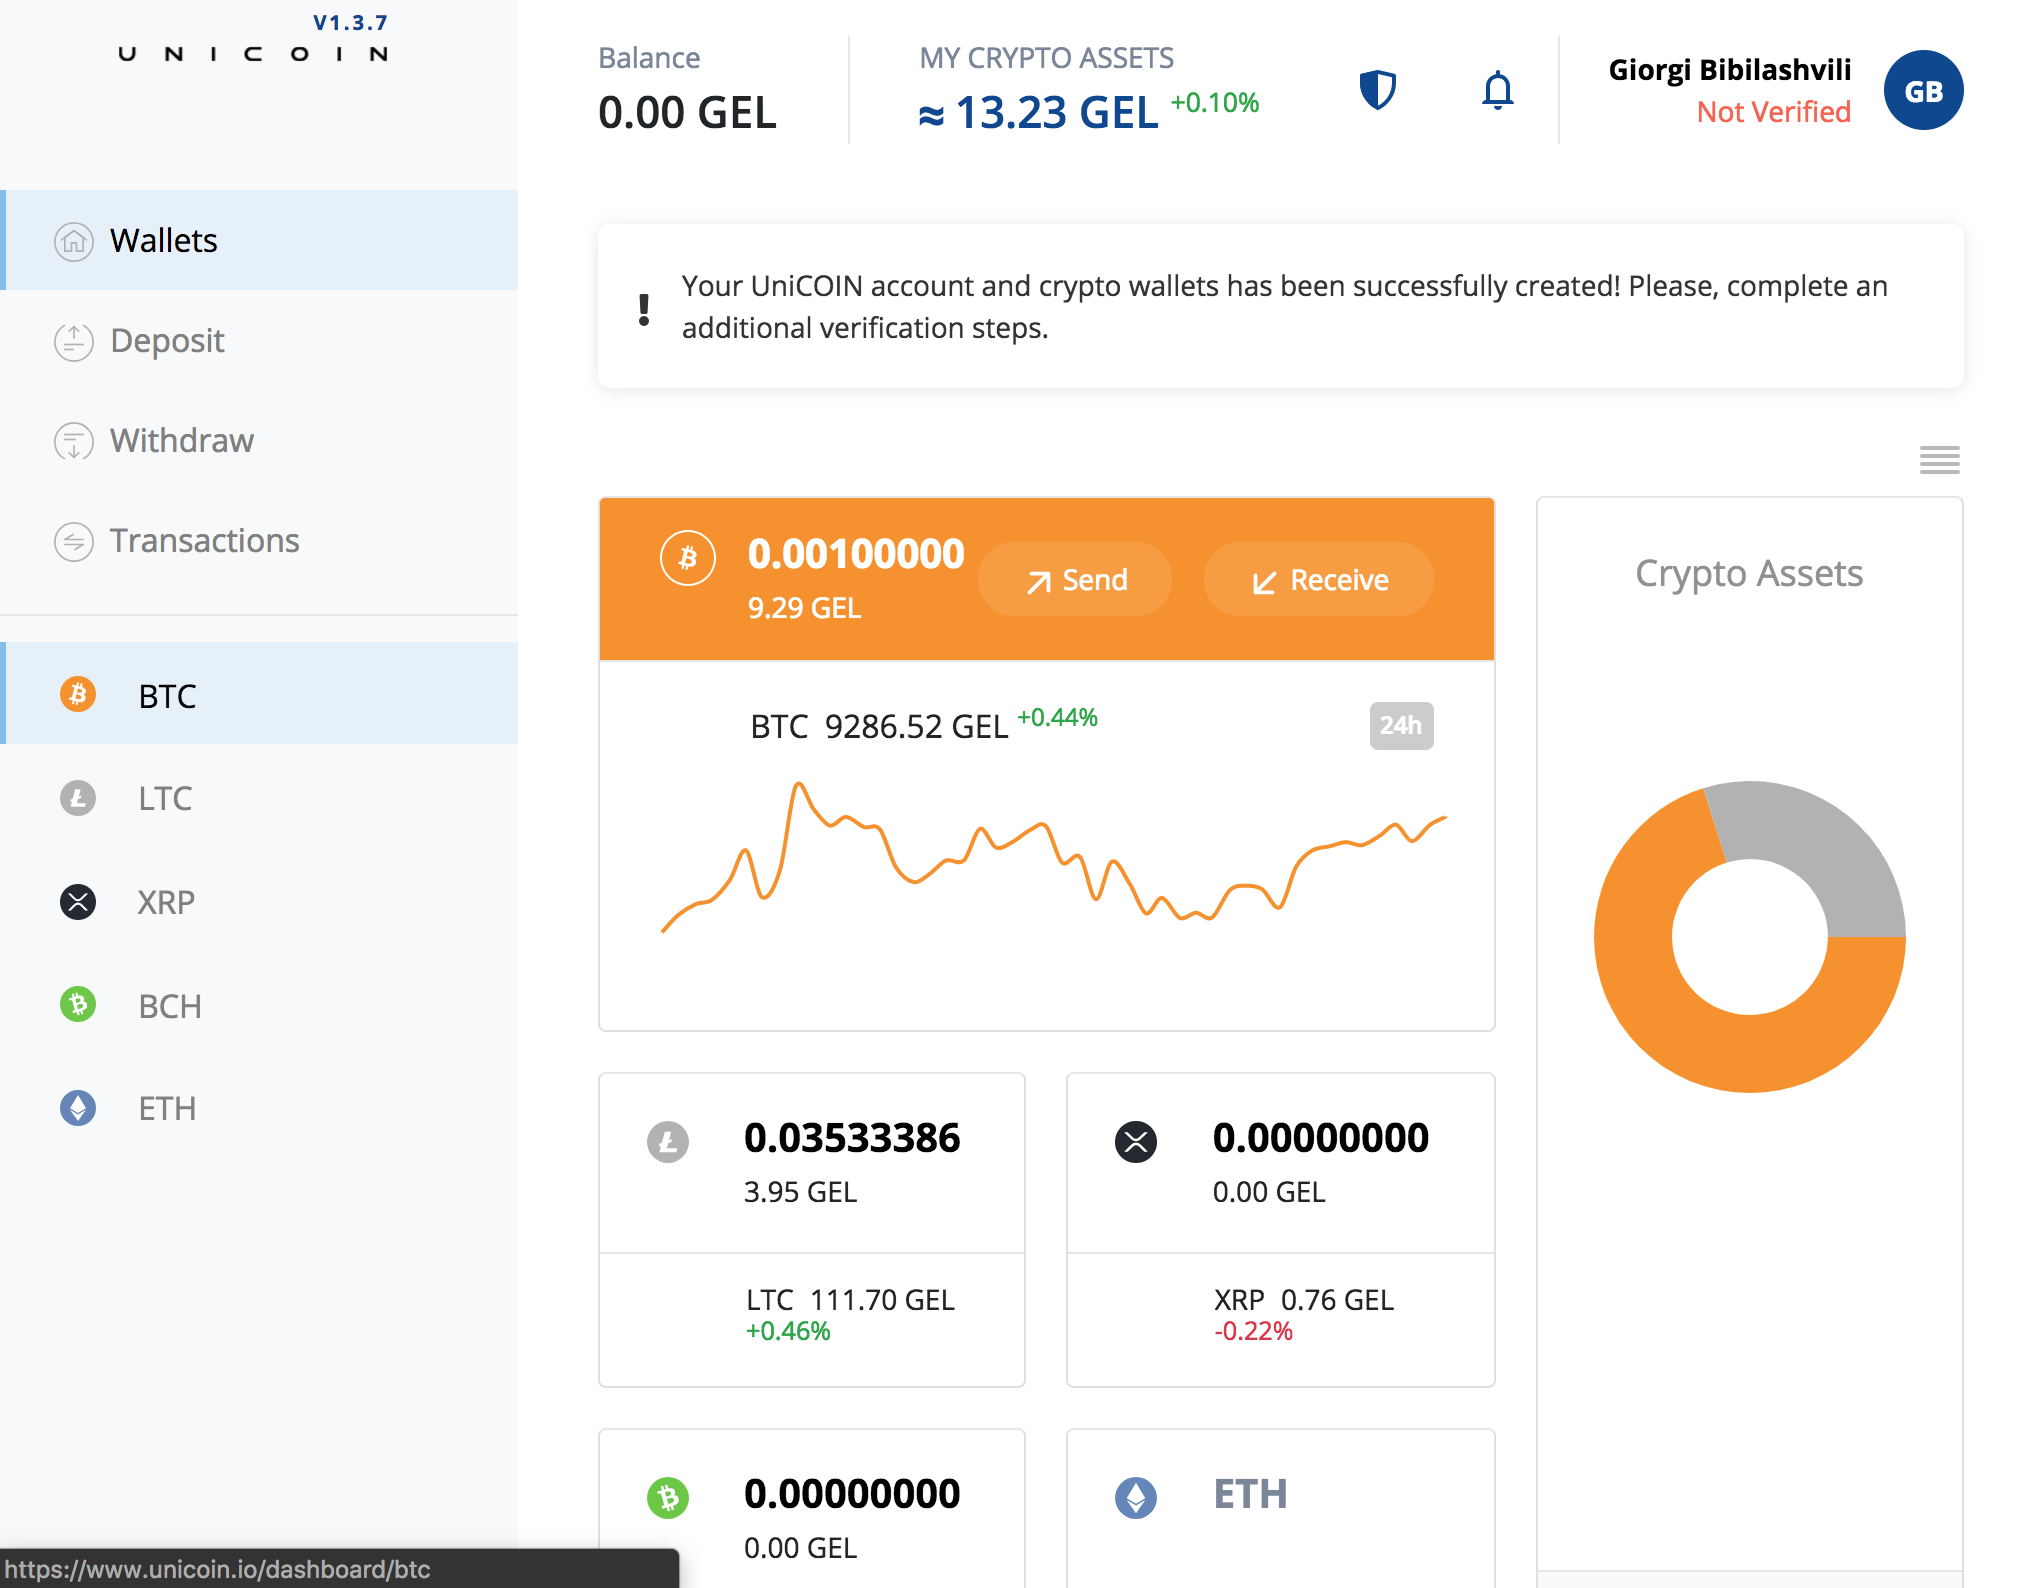 V1.3.7
UNICOIN
Wallets
Deposit
Withdraw
Transactions
BTC
LTC
XRP
BCH
ETH
Balance
0.00 GEL
MY CRYPTO ASSETS
≈ 13.23 GEL +0.10%
Giorgi Bibilashvili
Not Verified
GB
Your UniCOIN account and crypto wallets has been successfully created! Please, complete an
additional verification steps.
0.00100000
9.29 GEL
Send
Receive
BTC 9286.52 GEL +0.44%
24h
Crypto Assets
0.03533386
3.95 GEL
LTC 111.70 GEL
+0.46%
0.00000000
0.00 GEL
XRP 0.76 GEL
-0.22%
0.00000000
0.00 GEL
ETH
https://www.unicoin.io/dashboard/btc